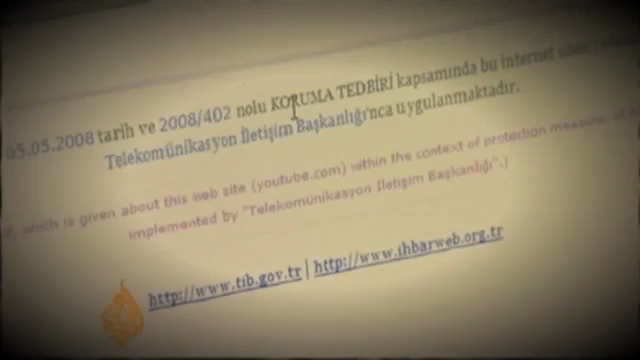 05.05.2008 tarih ve 2008/402 nolu KORUMA TEDBİRİ kapsamında bu internet
Telekomünikasyon İletişim Başkanlığı'nca uygulanmaktadır.
which is given about this web site (youtube.com) within the context of protection measure, of
implemented by "Telekomünikasyon İletişim Başkanlığı".)
http://www.tib.gov.tr | http://www.ihbarweb.org.tr